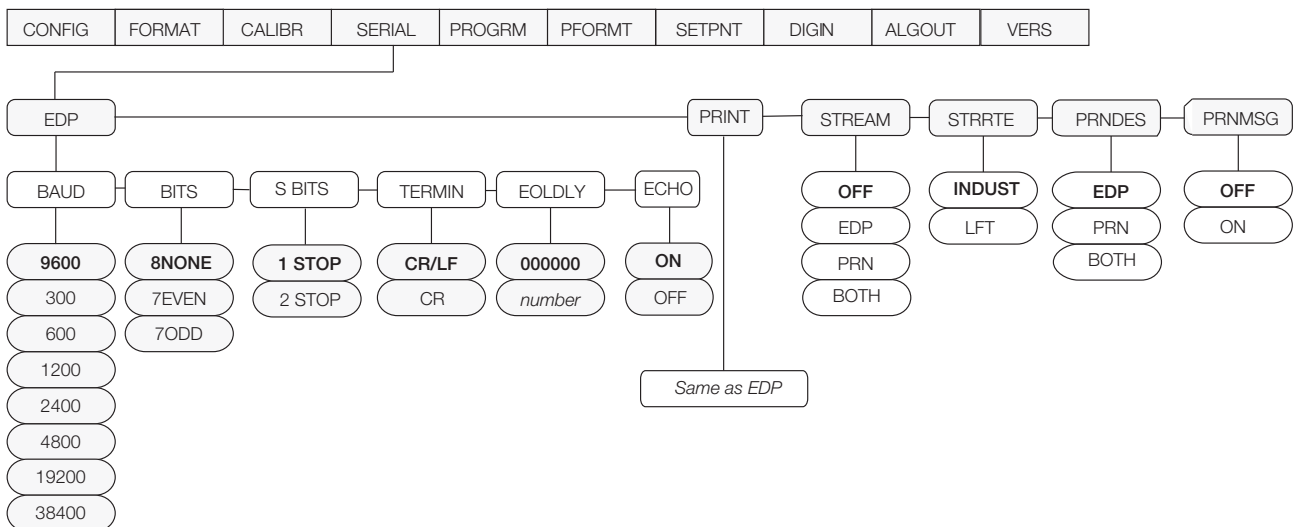 CONFIG FORMAT CALIBR SERIAL PROGRM PFORMT SETPNT DIGIN ALGOUT VERS
EDP PRINT STREAM STRRTE PRNDES PRNMSG
BAUD BITS S BITS TERMIN EOLDLY ECHO
OFF INDUST EDP OFF
EDP LFT PRN ON
PRN BOTH
BOTH
9600 8NONE 1 STOP CR/LF 000000 ON
300 7EVEN 2 STOP CR number OFF
600 7ODD
1200
2400
4800
19200
38400
Same as EDP